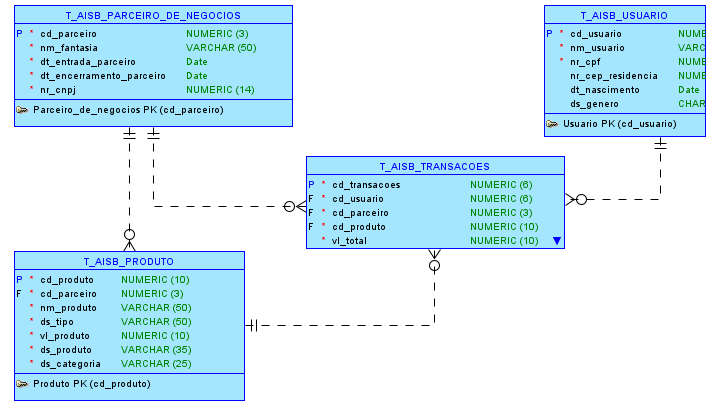 T_AISB_PARCEIRO_DE_NEGOCIOS
P * cd_parceiro NUMERIC (3)
* nm_fantasia VARCHAR (50)
* dt_entrada_parceiro Date
* dt_encerramento_parceiro Date
* nr_cnpj NUMERIC (14)
Parceiro_de_negocios PK (cd_parceiro)
T_AISB_USUARIO
P * cd_usuario NUME
* nm_usuario VARC
* nr_cpf NUME
nr_cep_residencia NUME
dt_nascimento Date
ds_genero CHAR
Usuario PK (cd_usuario)
T_AISB_TRANSACOES
P * cd_transacoes NUMERIC (6)
F * cd_usuario NUMERIC (6)
F * cd_parceiro NUMERIC (3)
F * cd_produto NUMERIC (10)
* vl_total NUMERIC (10)
T_AISB_PRODUTO
P * cd_produto NUMERIC (10)
F * cd_parceiro NUMERIC (3)
* nm_produto VARCHAR (50)
* ds_tipo VARCHAR (50)
* vl_produto NUMERIC (10)
* ds_produto VARCHAR (35)
* ds_categoria VARCHAR (25)
Produto PK (cd_produto)